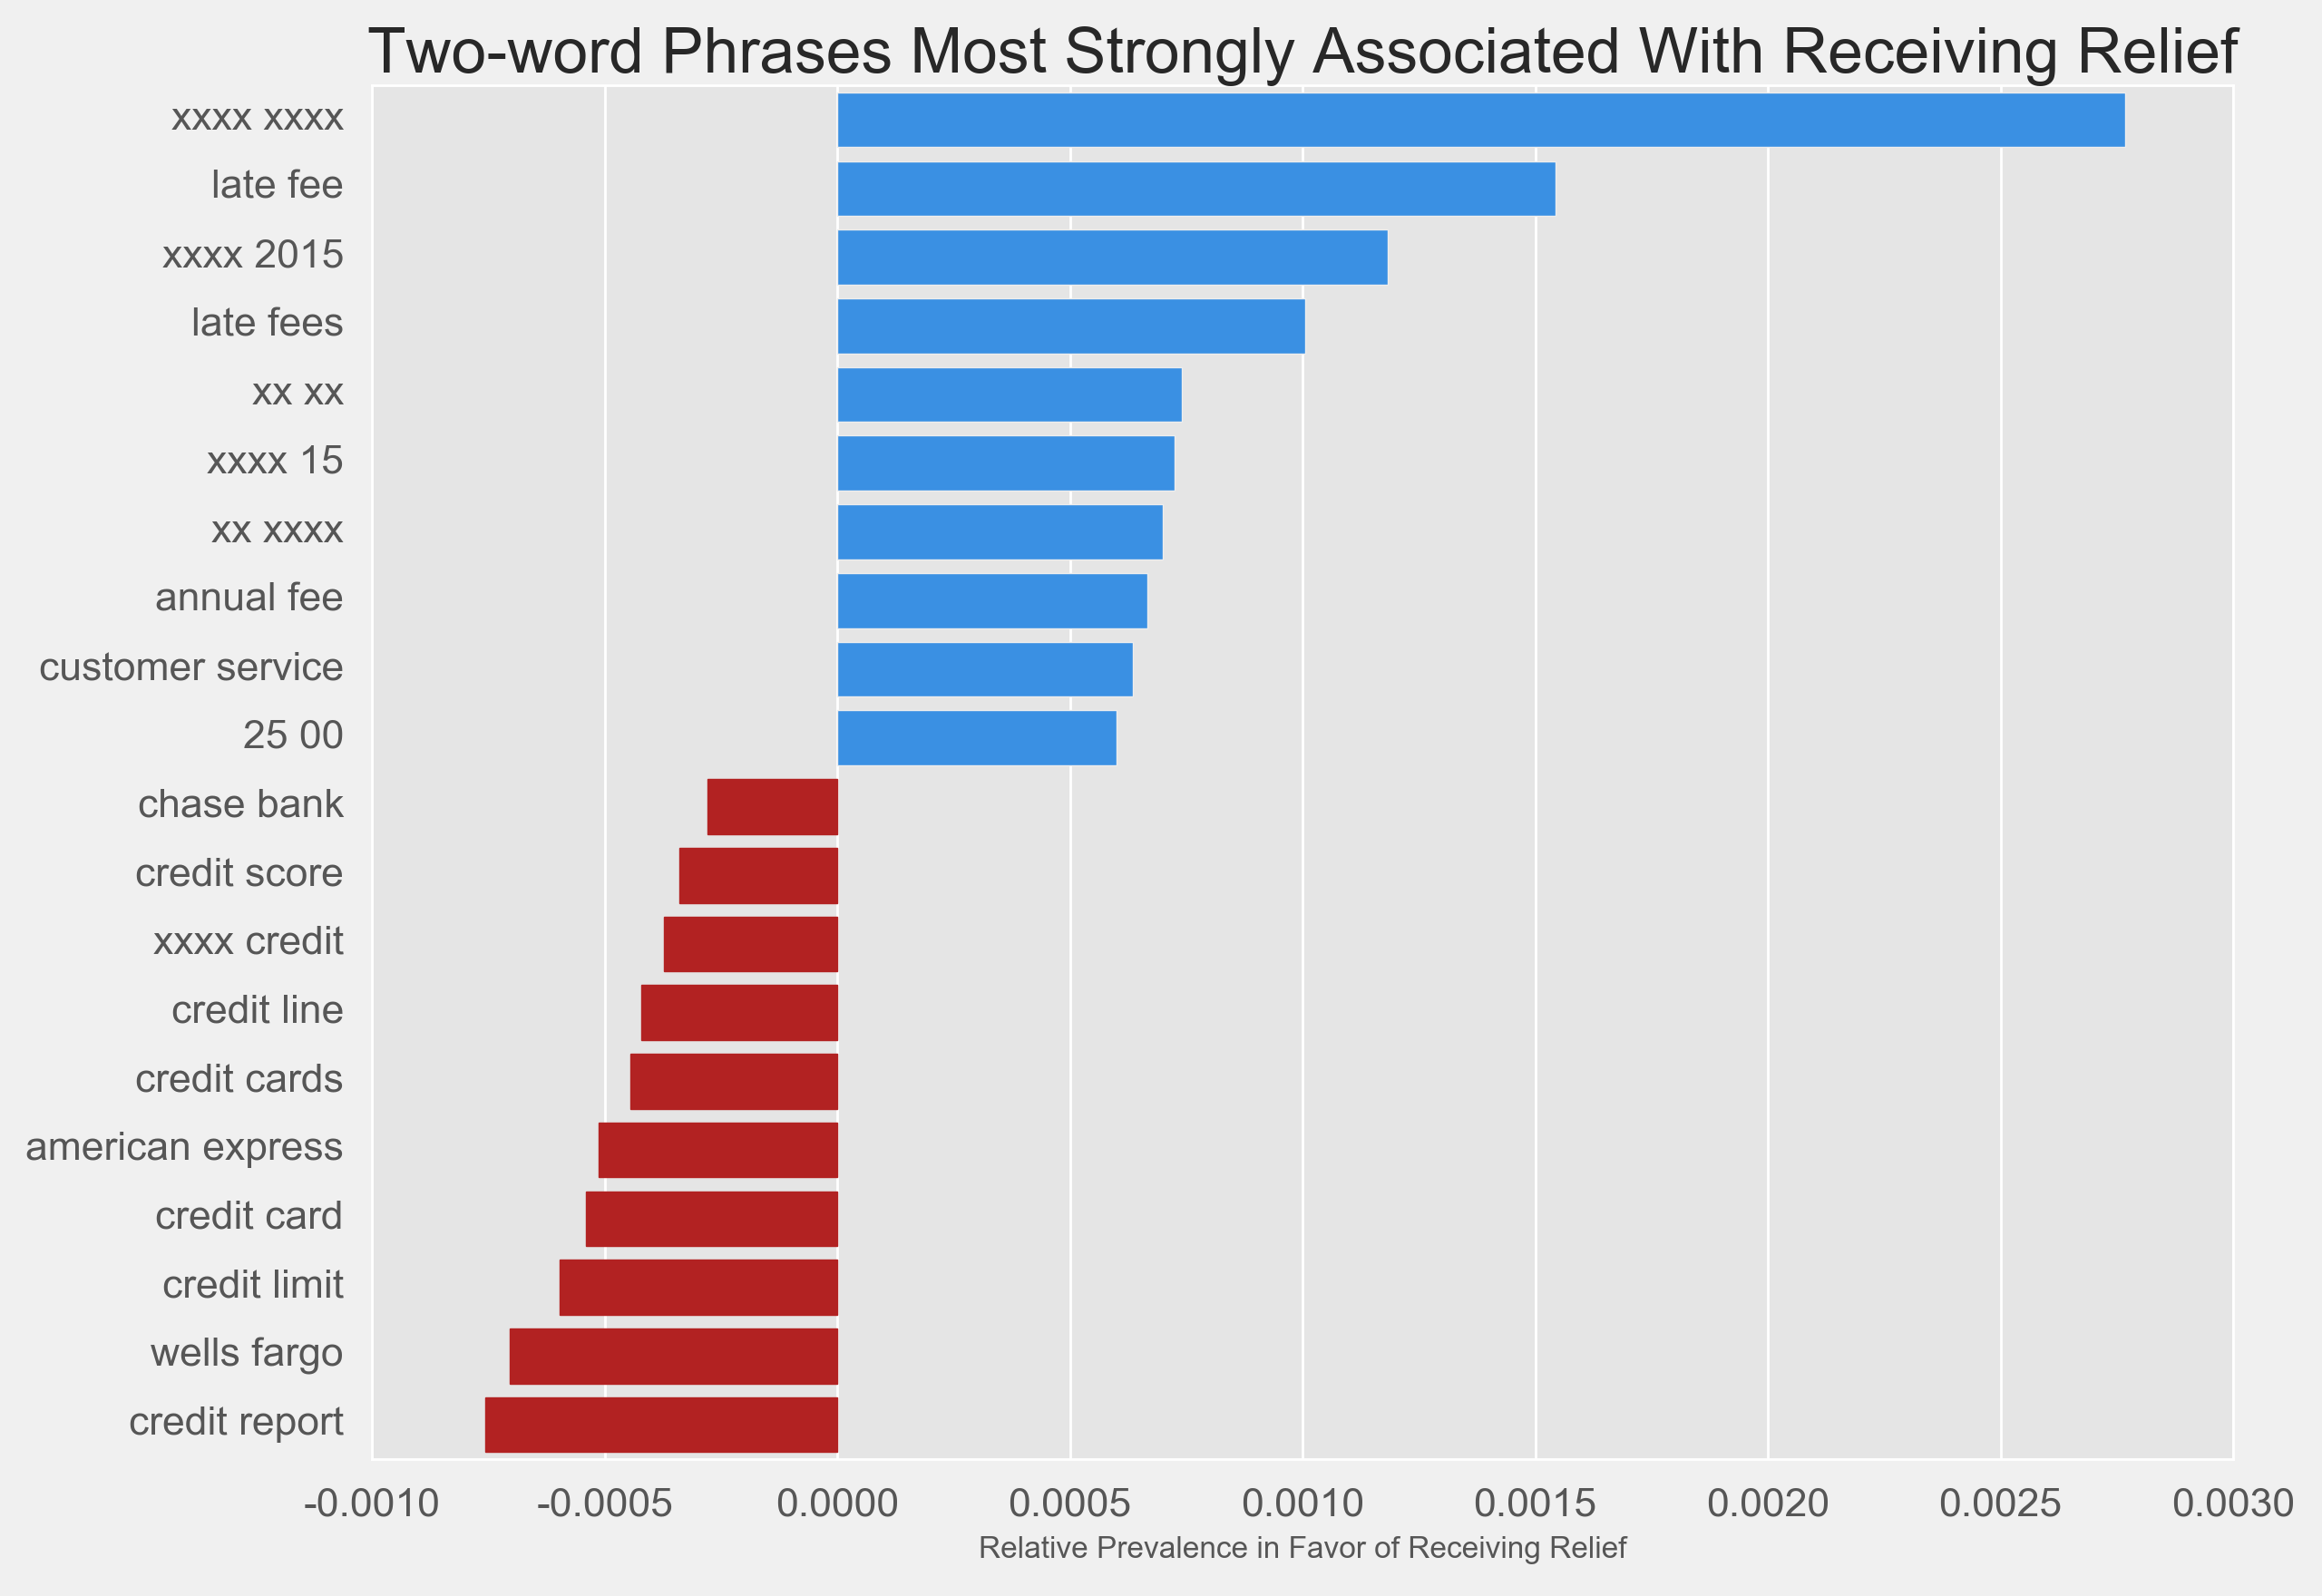 Two-word Phrases Most Strongly Associated With Receiving Relief
xxxx xxxx
late fee
xxxx 2015
late fees
xx xx
xxxx 15
xx xxxx
annual fee
customer service
25 00
chase bank
credit score
xxxx credit
credit line
credit cards
american express
credit card
credit limit
wells fargo
credit report
-0.0010 -0.0005 0.0000 0.0005 0.0010 0.0015 0.0020 0.0025 0.0030
Relative Prevalence in Favor of Receiving Relief